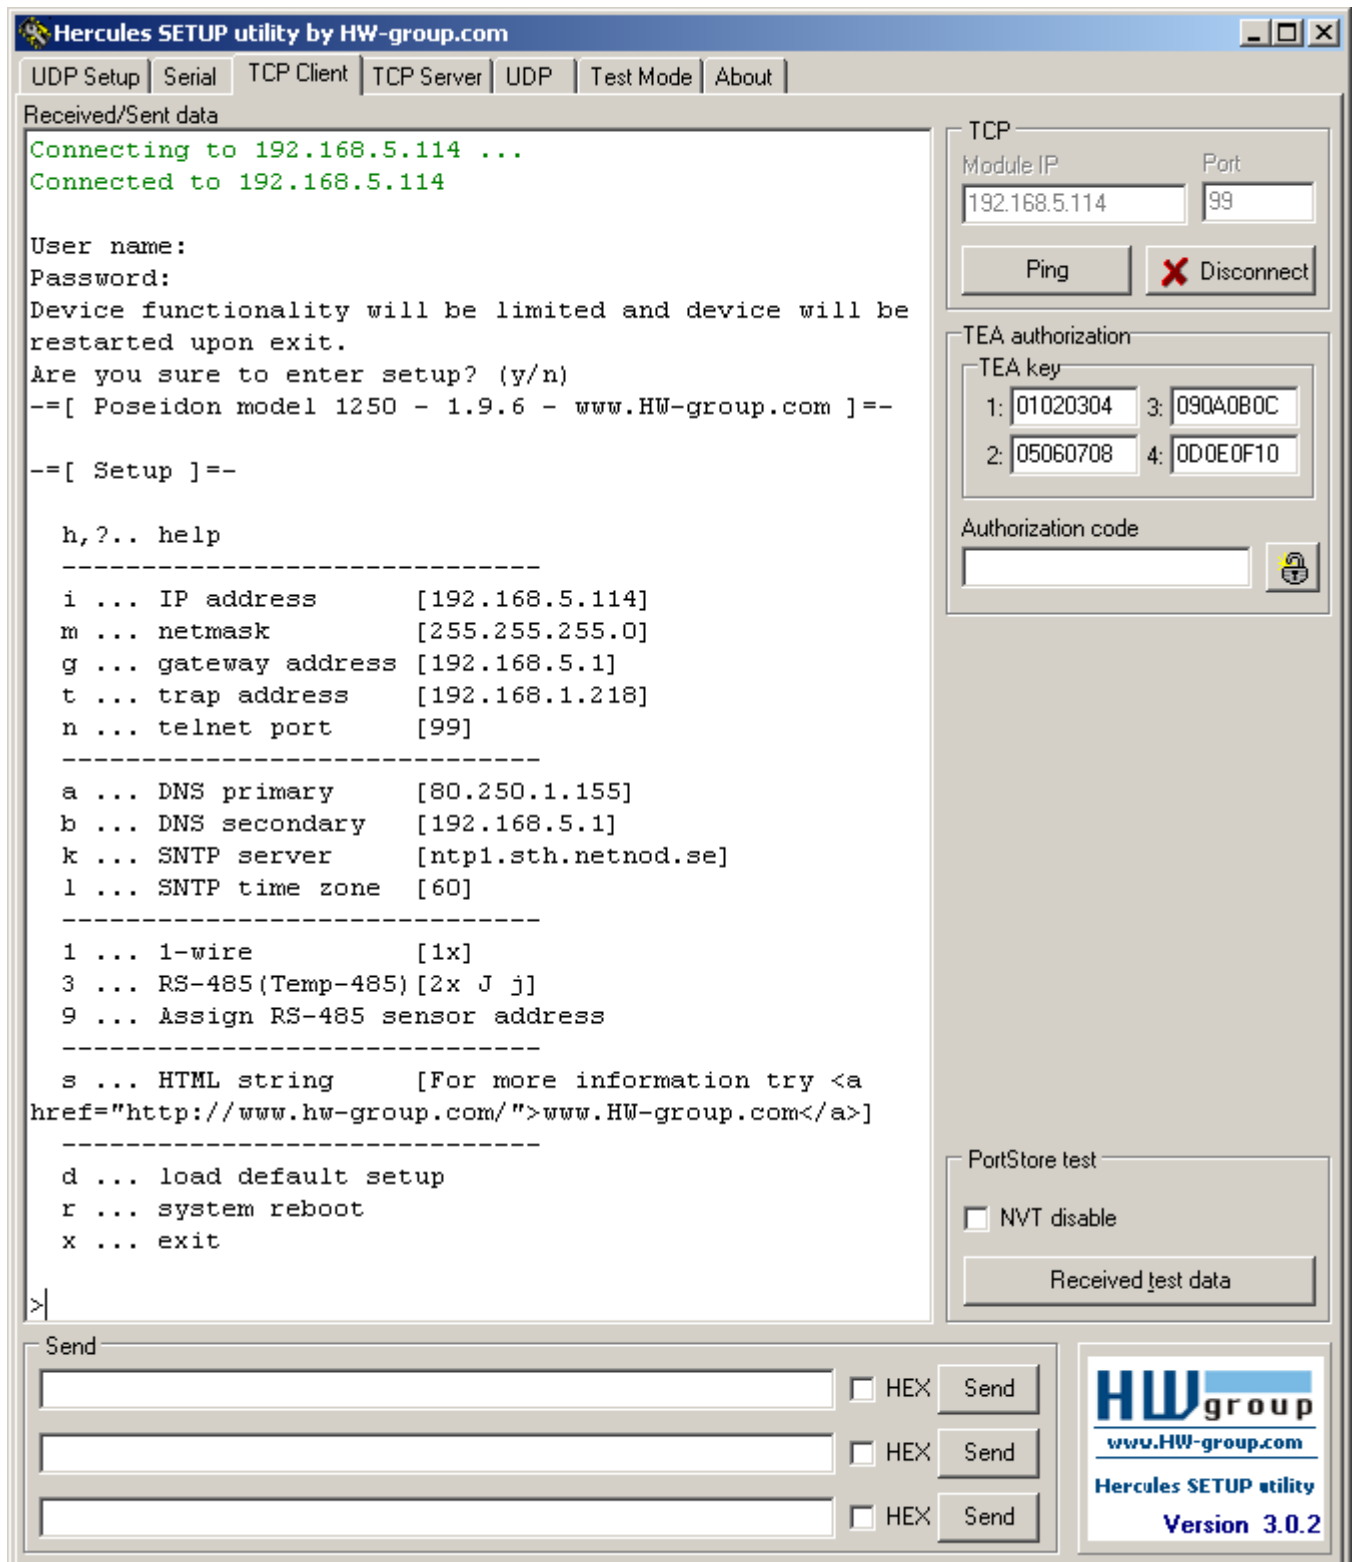 Hercules SETUP utility by HW-group.com
UDP Setup Serial TCP Client TCP Server UDP Test Mode About
Received/Sent data
Connecting to 192.168.5.114 ...
Connected to 192.168.5.114
User name:
Password:
Device functionality will be limited and device will be
restarted upon exit.
Are you sure to enter setup? (y/n)
-=[ Poseidon model 1250 - 1.9.6 - www.HW-group.com ]=-
-=[ Setup ]=-
h,?.. help
------------------------------
i ... IP address [192.168.5.114]
m ... netmask [255.255.255.0]
g ... gateway address [192.168.5.1]
t ... trap address [192.168.1.218]
n ... telnet port [99]
------------------------------
a ... DNS primary [80.250.1.155]
b ... DNS secondary [192.168.5.1]
k ... SNTP server [ntp1.sth.netnod.se]
l ... SNTP time zone [60]
------------------------------
1 ... 1-wire [1x]
3 ... RS-485(Temp-485)[2x J j]
9 ... Assign RS-485 sensor address
------------------------------
s ... HTML string [For more information try <a
href="http://www.hw-group.com/">www.HW-group.com</a>]
------------------------------
d ... load default setup
r ... system reboot
x ... exit
>
TCP
Module IP Port
192.168.5.114 99
Ping Disconnect
TEA authorization
TEA key
1: 01020304 3: 090A0B0C
2: 05060708 4: 0D0E0F10
Authorization code
PortStore test
NVT disable
Received test data
Send
HEX Send
HEX Send
HEX Send
HW group
www.HW-group.com
Hercules SETUP utility
Version 3.0.2